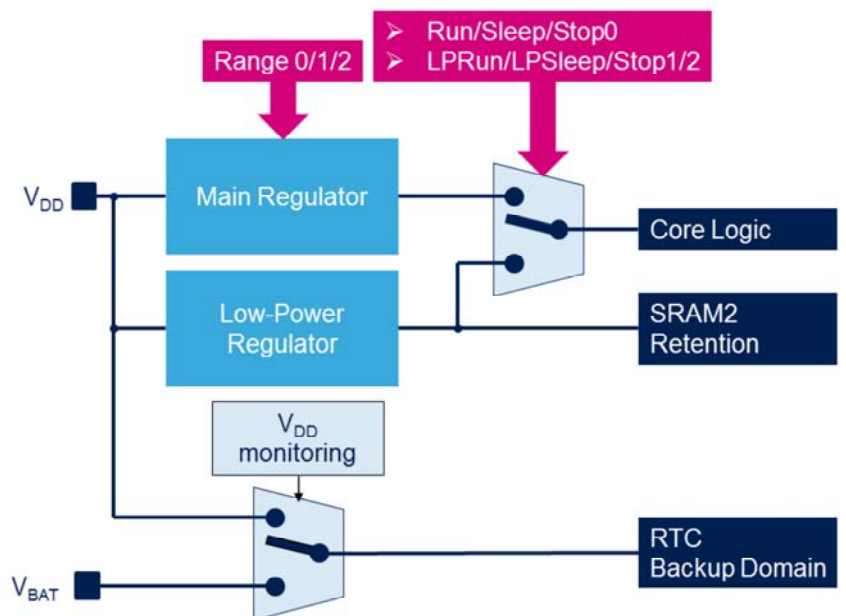 Range 0/1/2
➢ Run/Sleep/Stop0
➢ LPRun/LPSleep/Stop1/2
VDD
Main Regulator
Core Logic
Low-Power
Regulator
SRAM2
Retention
VDD
monitoring
RTC
Backup Domain
VBAT